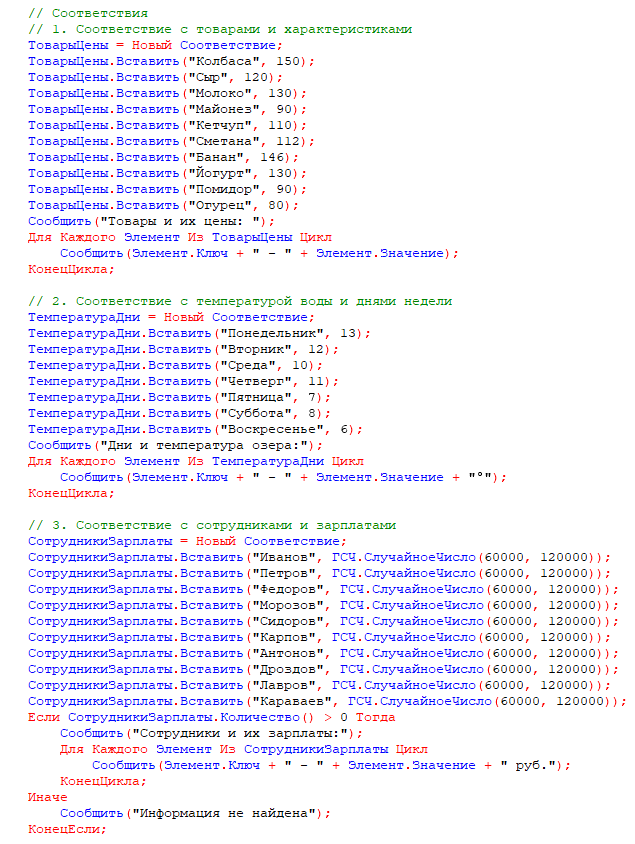 // Соответствия
// 1. Соответствие с товарами и характеристиками
ТоварыЦены = Новый Соответствие;
ТоварыЦены.Вставить("Колбаса", 150);
ТоварыЦены.Вставить("Сыр", 120);
ТоварыЦены.Вставить("Молоко", 130);
ТоварыЦены.Вставить("Майонез", 90);
ТоварыЦены.Вставить("Кетчуп", 110);
ТоварыЦены.Вставить("Сметана", 112);
ТоварыЦены.Вставить("Банан", 146);
ТоварыЦены.Вставить("Йогурт", 130);
ТоварыЦены.Вставить("Помидор", 90);
ТоварыЦены.Вставить("Огурец", 80);
Сообщить("Товары и их цены: ");
Для Каждого Элемент Из ТоварыЦены Цикл
    Сообщить(Элемент.Ключ + " - " + Элемент.Значение);
КонецЦикла;

// 2. Соответствие с температурой воды и днями недели
ТемператураДни = Новый Соответствие;
ТемператураДни.Вставить("Понедельник", 13);
ТемператураДни.Вставить("Вторник", 12);
ТемператураДни.Вставить("Среда", 10);
ТемператураДни.Вставить("Четверг", 11);
ТемператураДни.Вставить("Пятница", 7);
ТемператураДни.Вставить("Суббота", 8);
ТемператураДни.Вставить("Воскресенье", 6);
Сообщить("Дни и температура озера:");
Для Каждого Элемент Из ТемператураДни Цикл
    Сообщить(Элемент.Ключ + " - " + Элемент.Значение + "°");
КонецЦикла;

// 3. Соответствие с сотрудниками и зарплатами
СотрудникиЗарплаты = Новый Соответствие;
СотрудникиЗарплаты.Вставить("Иванов", ГСЧ.СлучайноеЧисло(60000, 120000));
СотрудникиЗарплаты.Вставить("Петров", ГСЧ.СлучайноеЧисло(60000, 120000));
СотрудникиЗарплаты.Вставить("Федоров", ГСЧ.СлучайноеЧисло(60000, 120000));
СотрудникиЗарплаты.Вставить("Морозов", ГСЧ.СлучайноеЧисло(60000, 120000));
СотрудникиЗарплаты.Вставить("Сидоров", ГСЧ.СлучайноеЧисло(60000, 120000));
СотрудникиЗарплаты.Вставить("Карпов", ГСЧ.СлучайноеЧисло(60000, 120000));
СотрудникиЗарплаты.Вставить("Антонов", ГСЧ.СлучайноеЧисло(60000, 120000));
СотрудникиЗарплаты.Вставить("Дроздов", ГСЧ.СлучайноеЧисло(60000, 120000));
СотрудникиЗарплаты.Вставить("Лавров", ГСЧ.СлучайноеЧисло(60000, 120000));
СотрудникиЗарплаты.Вставить("Караваев", ГСЧ.СлучайноеЧисло(60000, 120000));
Если СотрудникиЗарплаты.Количество() > 0 Тогда
    Сообщить("Сотрудники и их зарплаты:");
    Для Каждого Элемент Из СотрудникиЗарплаты Цикл
        Сообщить(Элемент.Ключ + " - " + Элемент.Значение + " руб.");
    КонецЦикла;
Иначе
    Сообщить("Информация не найдена");
КонецЕсли;